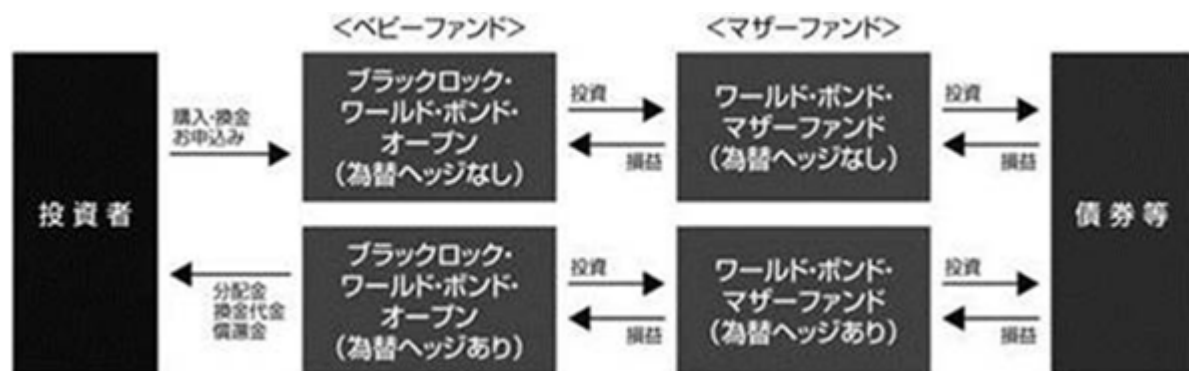 <ベビーファンド>
<マザーファンド>
投資者
購入・換金
お申込み
分配金
換金代金
償還金
ブラックロック・
ワールド・ボンド・
オープン
(為替ヘッジなし)
投資
損益
ワールド・ボンド・
マザーファンド
(為替ヘッジなし)
投資
損益
ブラックロック・
ワールド・ボンド・
オープン
(為替ヘッジあり)
投資
損益
ワールド・ボンド・
マザーファンド
(為替ヘッジあり)
投資
損益
債券等